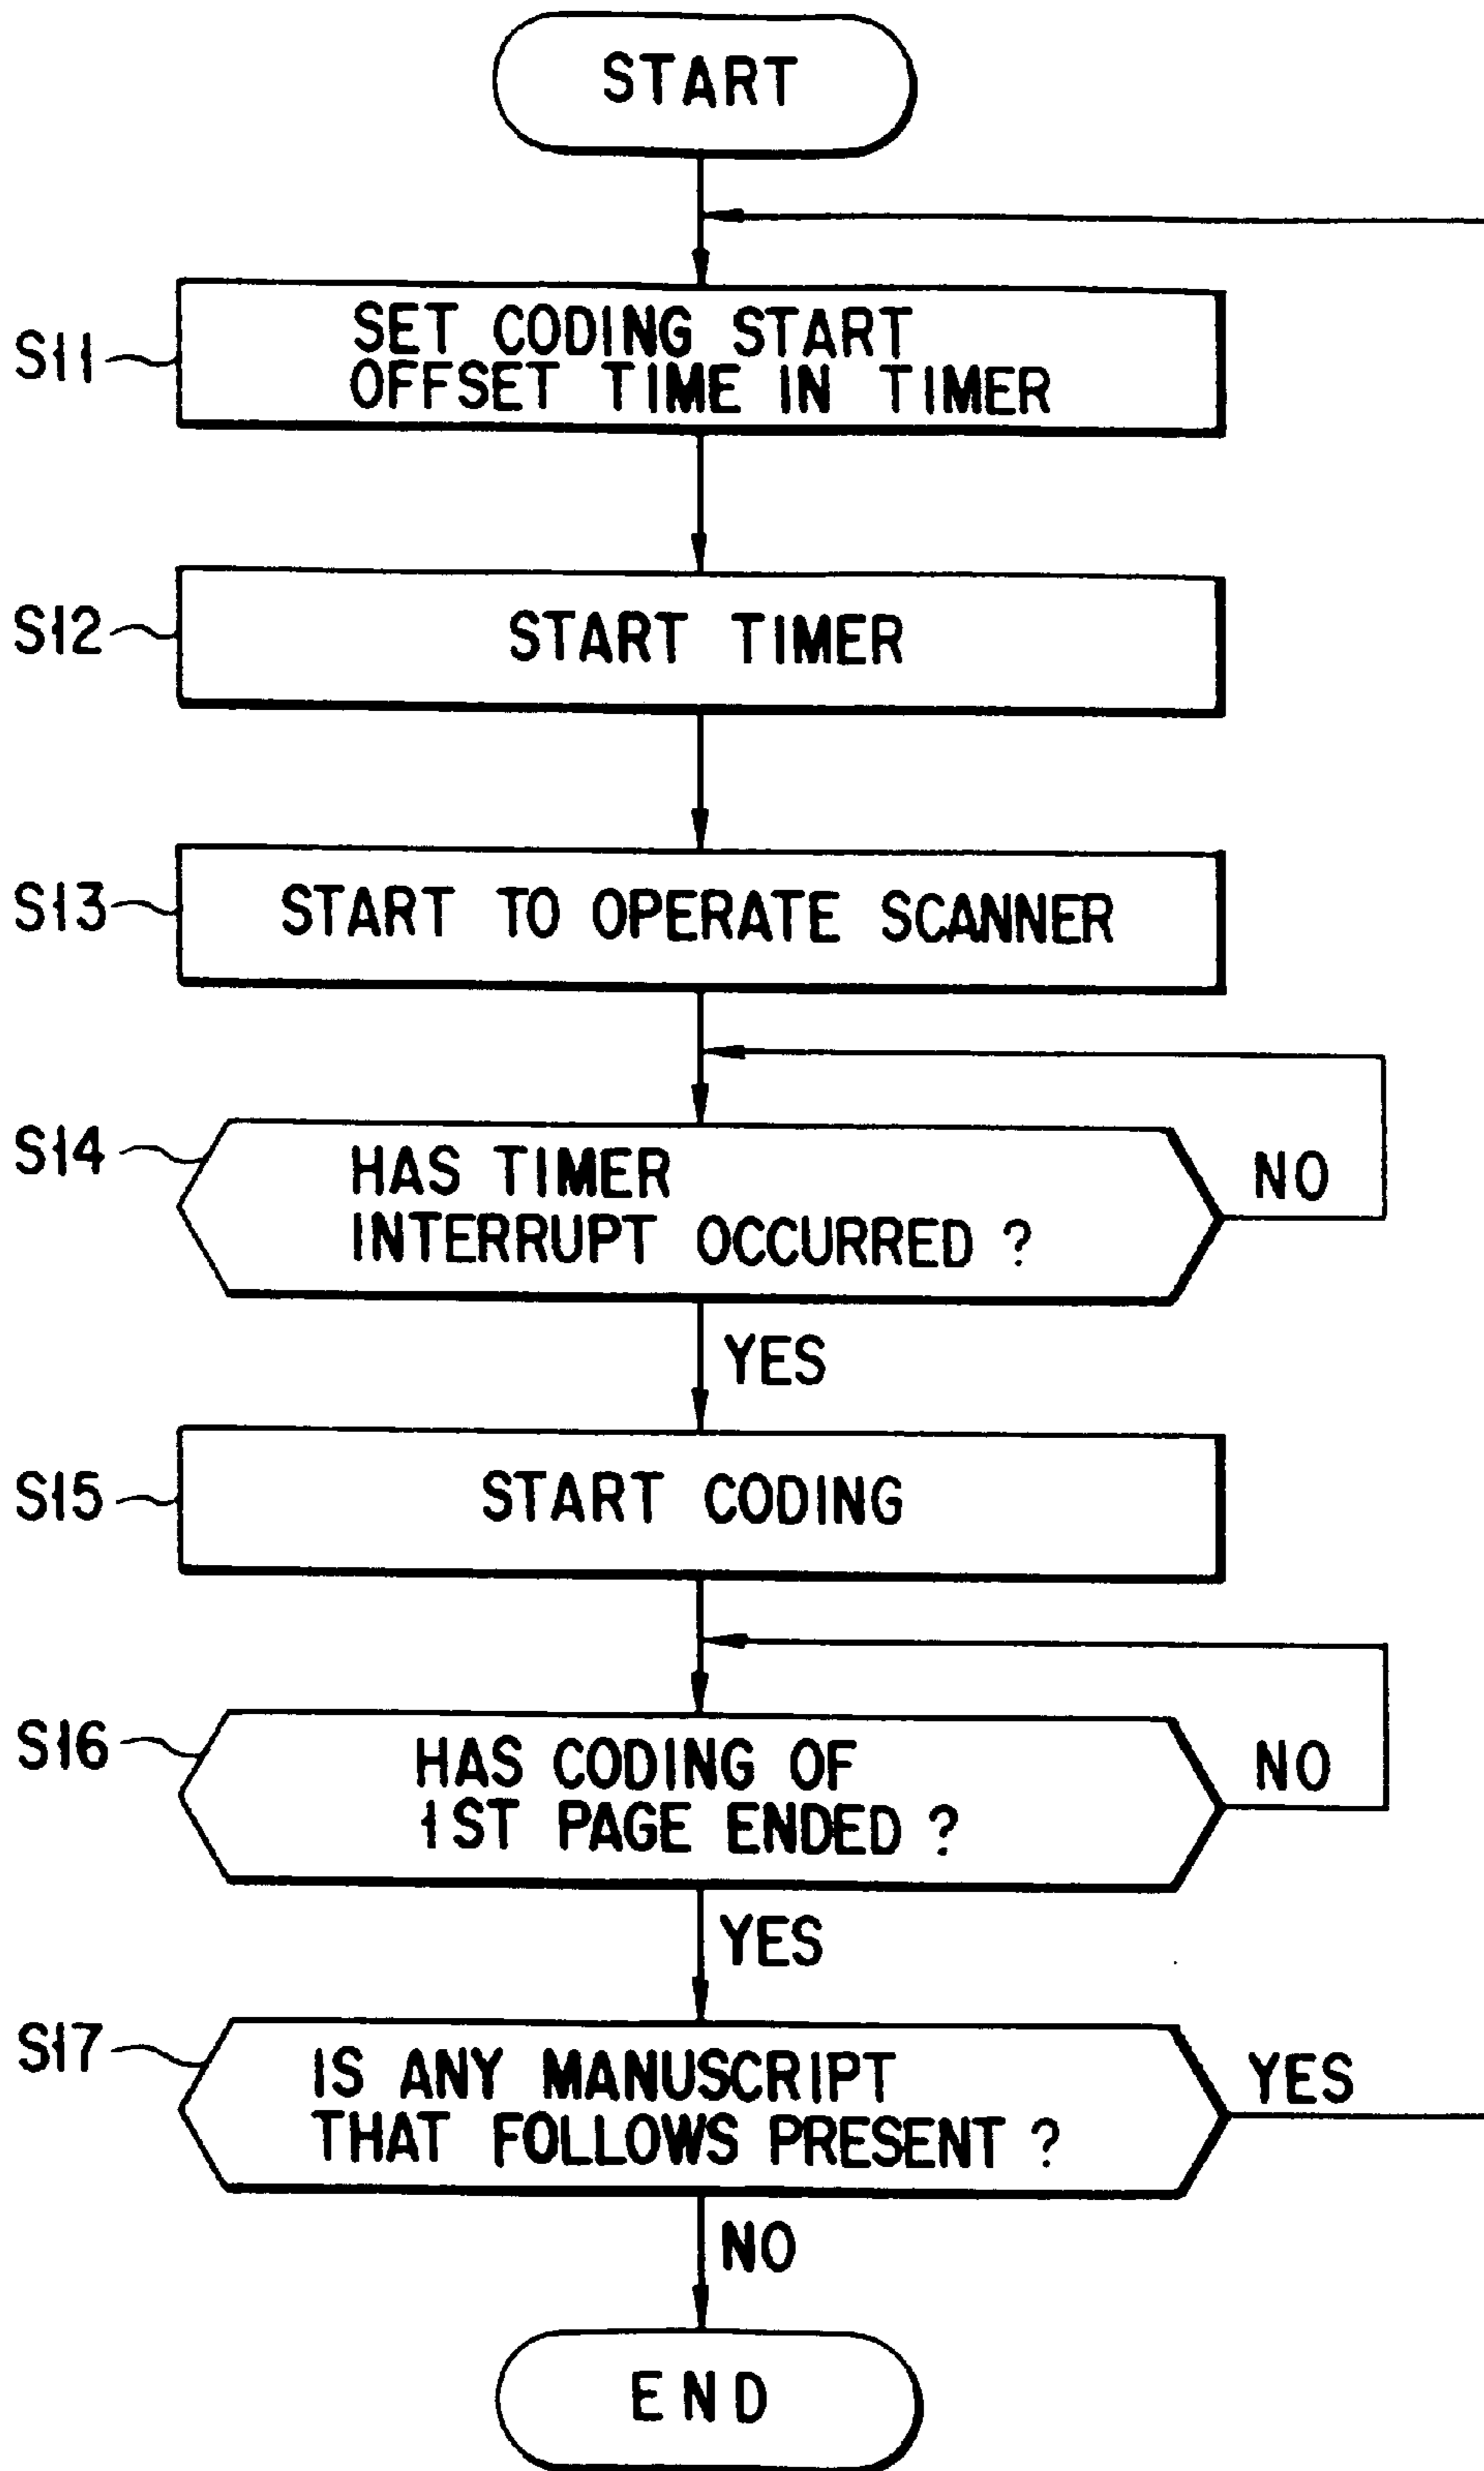 START
S11
SET CODING START
OFFSET TIME IN TIMER
S12
START TIMER
S13
START TO OPERATE SCANNER
S14
HAS TIMER
INTERRUPT OCCURRED ?
NO
YES
S15
START CODING
S16
HAS CODING OF
1ST PAGE ENDED ?
NO
YES
S17
IS ANY MANUSCRIPT
THAT FOLLOWS PRESENT ?
YES
NO
END